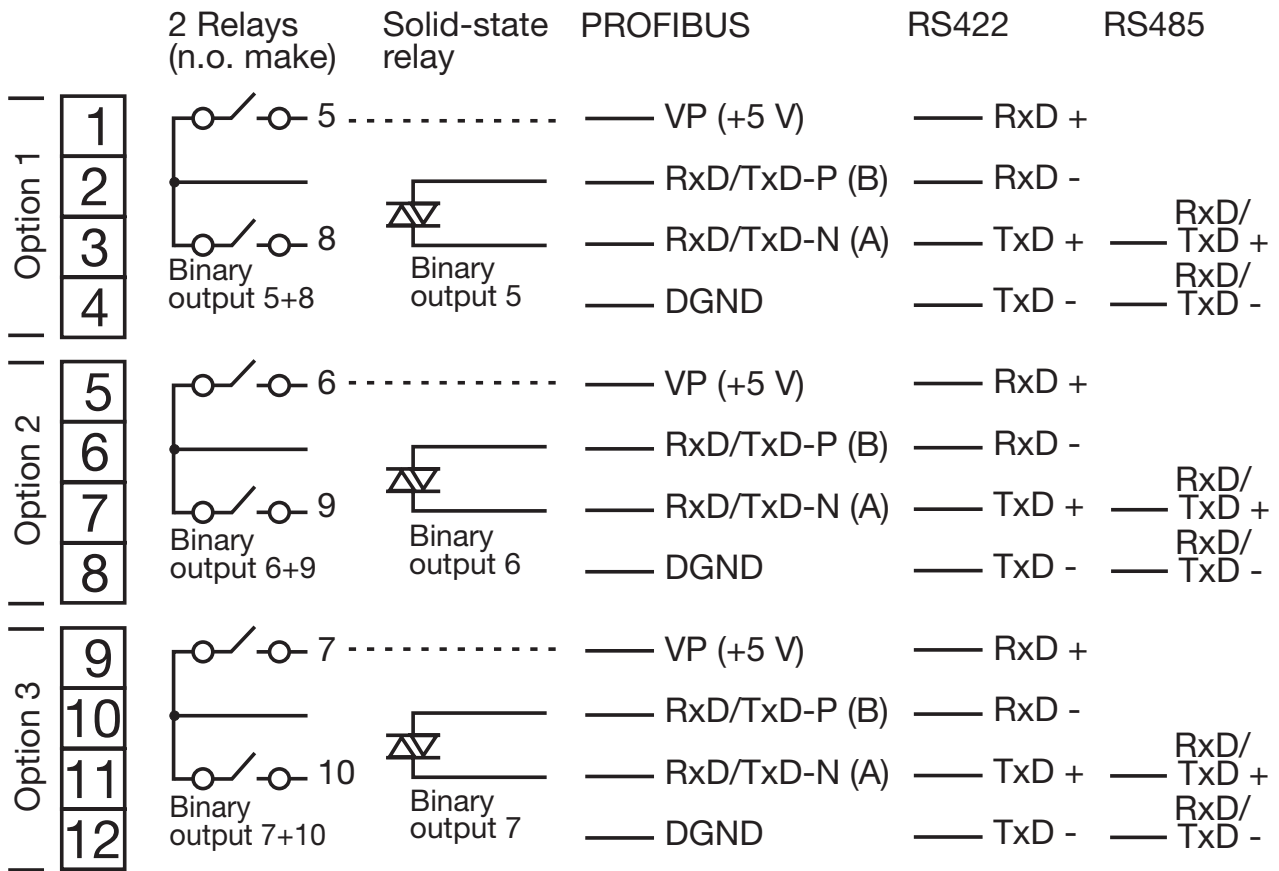 2 Relays
(n.o. make)
Solid-state
relay
PROFIBUS
RS422
RS485
Option 1
1
2
3
4
5
8
Binary
output 5+8
Binary
output 5
VP (+5 V)
RxD/TxD-P (B)
RxD/TxD-N (A)
DGND
RxD +
RxD -
TxD +
TxD -
RxD/
TxD +
RxD/
TxD -
Option 2
5
6
7
8
6
9
Binary
output 6+9
Binary
output 6
VP (+5 V)
RxD/TxD-P (B)
RxD/TxD-N (A)
DGND
RxD +
RxD -
TxD +
TxD -
RxD/
TxD +
RxD/
TxD -
Option 3
9
10
11
12
7
10
Binary
output 7+10
Binary
output 7
VP (+5 V)
RxD/TxD-P (B)
RxD/TxD-N (A)
DGND
RxD +
RxD -
TxD +
TxD -
RxD/
TxD +
RxD/
TxD -